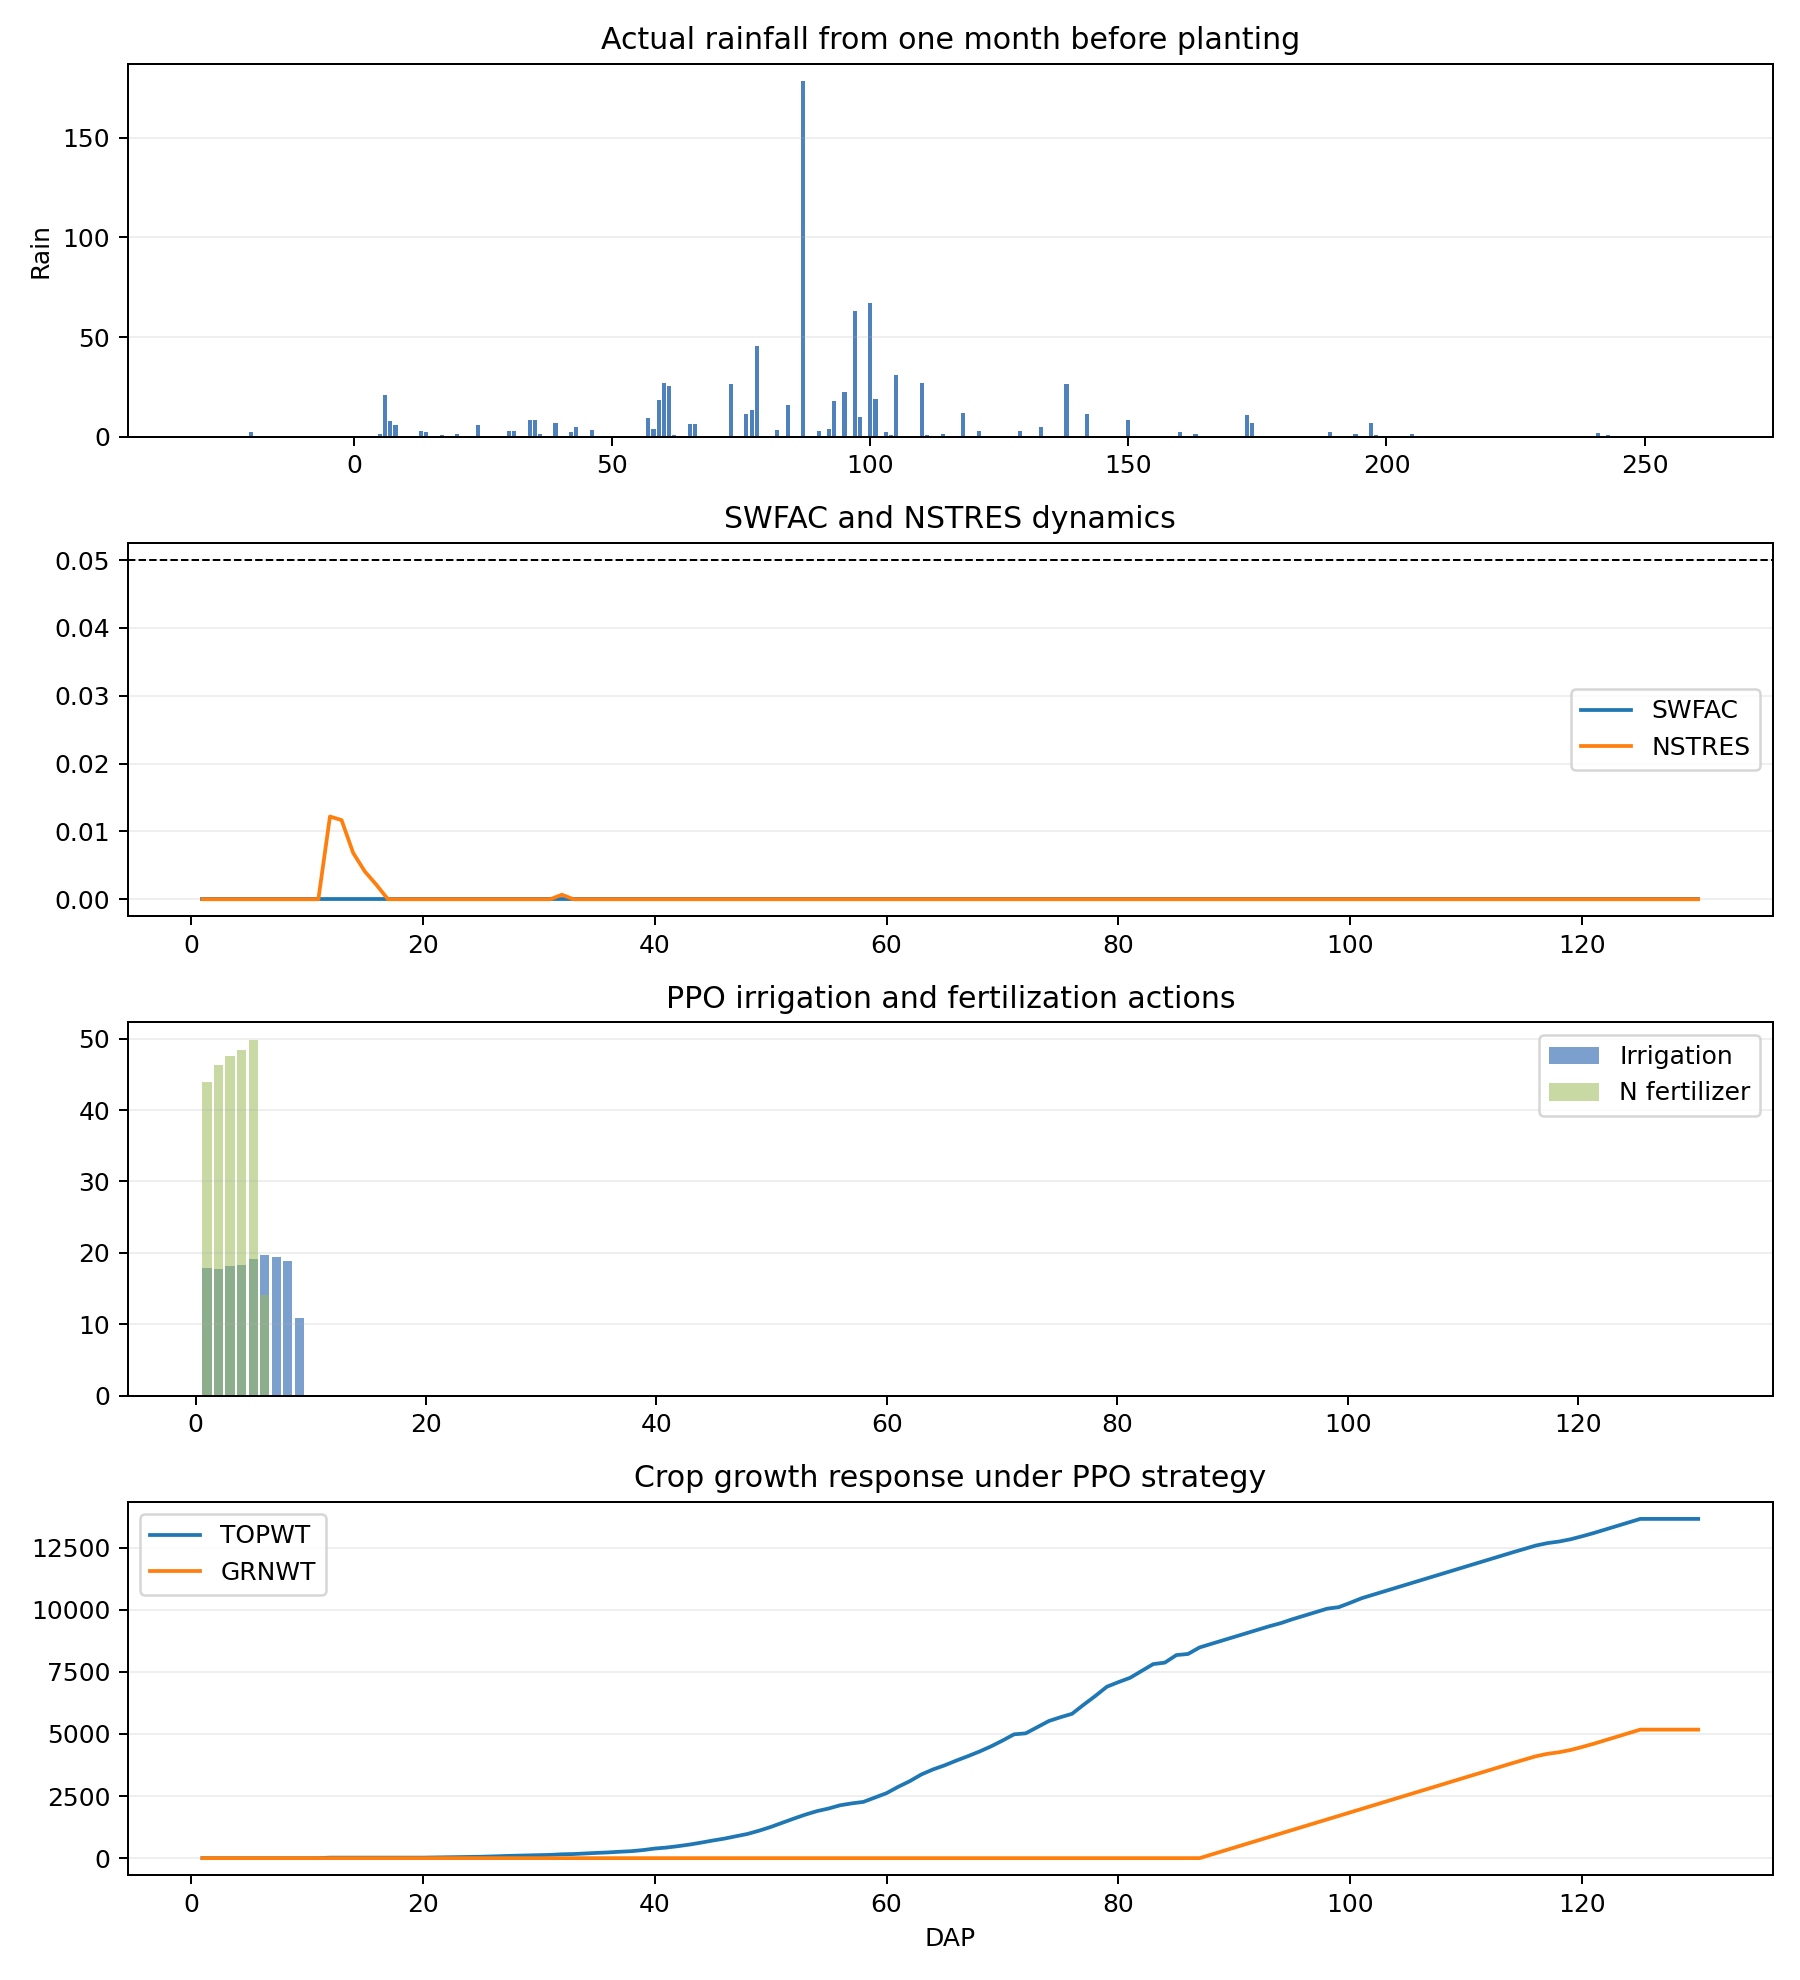 Actual rainfall from one month before planting
Rain
150
100
50
0
0 50 100 150 200 250
SWFAC and NSTRES dynamics
0.05
0.04
0.03
0.02
0.01
0.00
SWFAC
NSTRES
0 20 40 60 80 100 120
PPO irrigation and fertilization actions
50
40
30
20
10
0
Irrigation
N fertilizer
0 20 40 60 80 100 120
Crop growth response under PPO strategy
TOPWT
GRNWT
12500
10000
7500
5000
2500
0
0 20 40 60 80 100 120
DAP